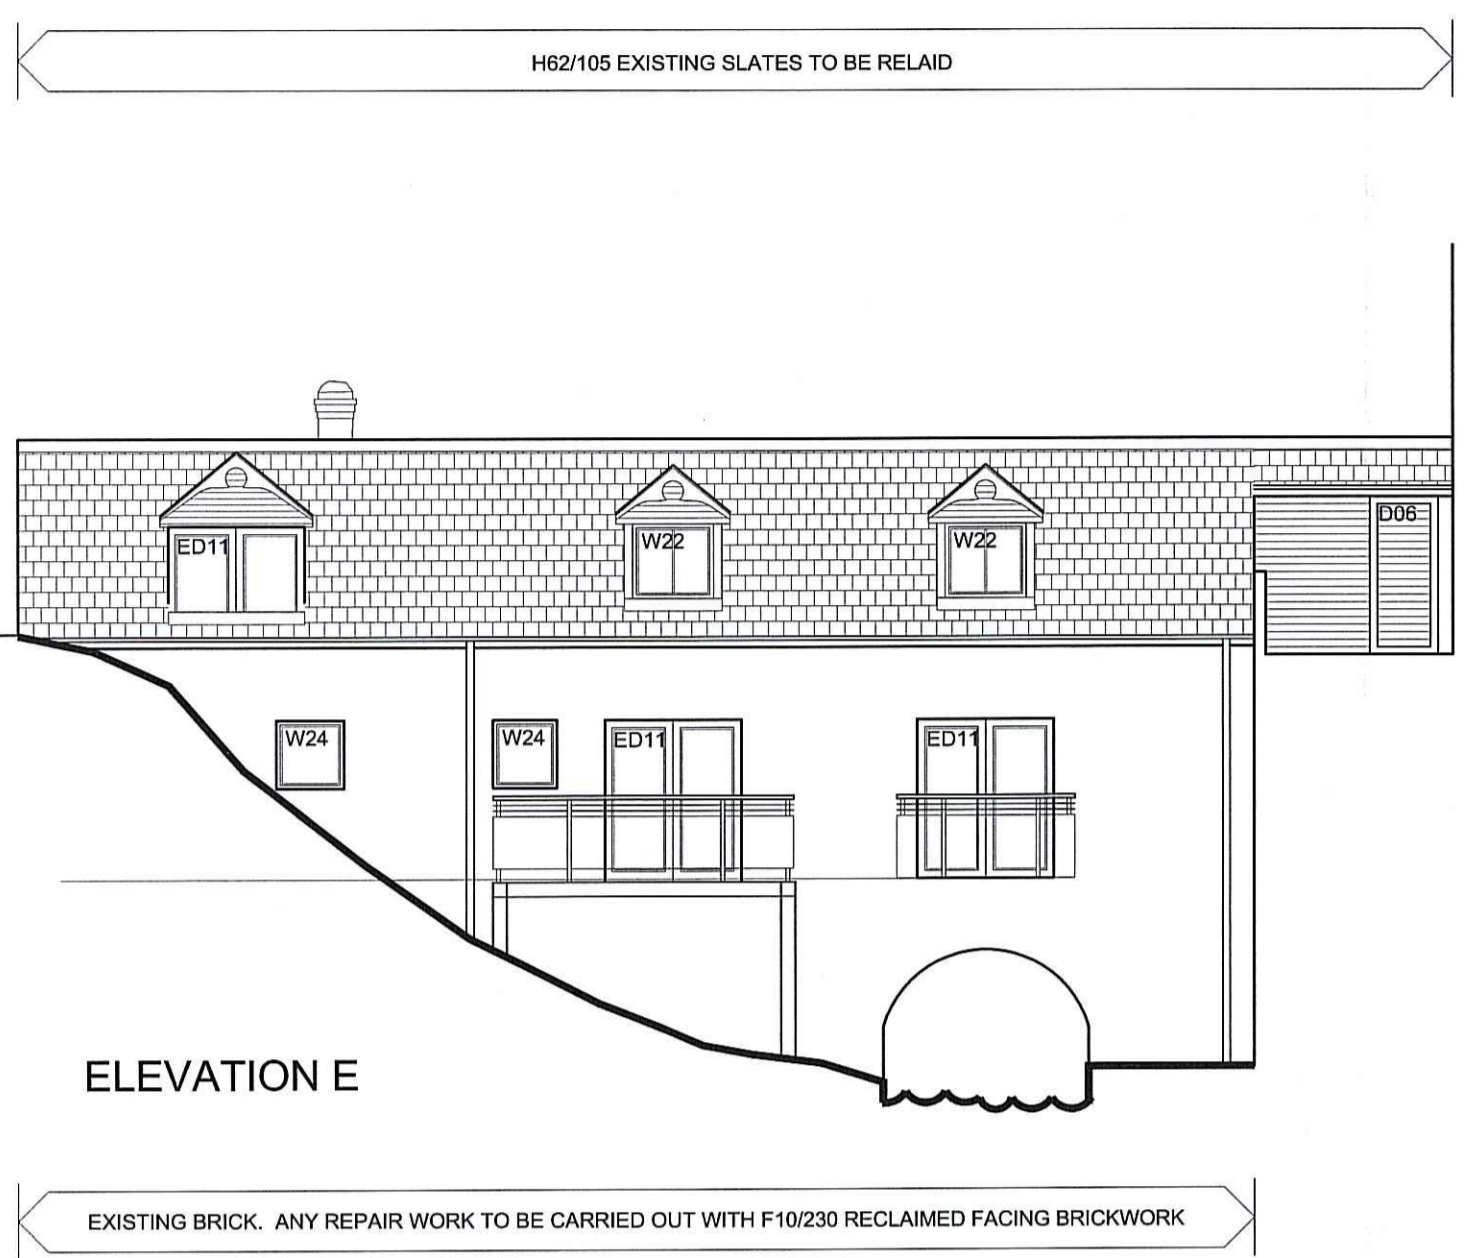 H62/105 EXISTING SLATES TO BE RELAID
D06
ED11
W22
W22
W24
W24
ED11
ED11
ELEVATION E
EXISTING BRICK. ANY REPAIR WORK TO BE CARRIED OUT WITH F10/230 RECLAIMED FACING BRICKWORK